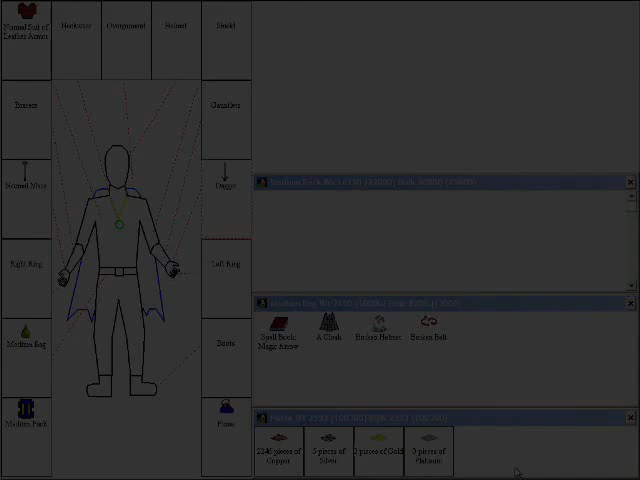 Normal Suit of
Leather Armor
Neckwear
Overgarment
Helmet
Shield
Bracers
Gauntlets
Normal Mace
Dagger
Right Ring
Left Ring
Medium Bag
Boots
Medium Pack
Purse
Spell Book:
Magic Arrow
A Cloak
Broken Helmet
Broken Belt
2246 pieces of
Copper
5 pieces of
Silver
2 pieces of Gold
0 pieces of
Platinum